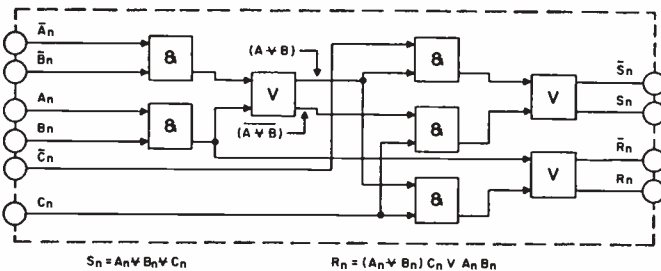 Ān
B̄n
An
Bn
C̄n
Cn
&
&
V
(A ⊻ B)
(A ⊻ B)̅
&
&
&
V
V
S̄n
Sn
R̄n
Rn
Sn = An ⊻ Bn ⊻ Cn
Rn = (An ⊻ Bn) Cn V An Bn